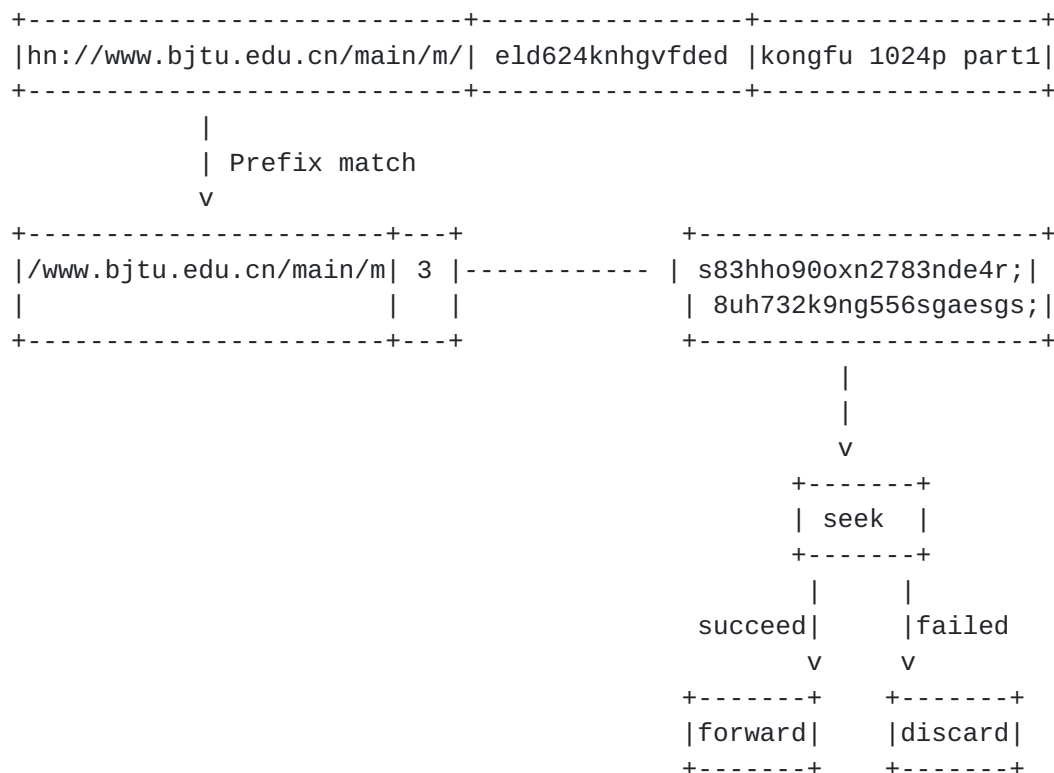 hn://www.bjtu.edu.cn/main/m/ eld624knhgvfded kongfu 1024p part1
Prefix match
/www.bjtu.edu.cn/main/m 3 s83hho90oxn2783nde4r;
8uh732k9ng556sgaesgs;
seek
succeed failed
forward discard